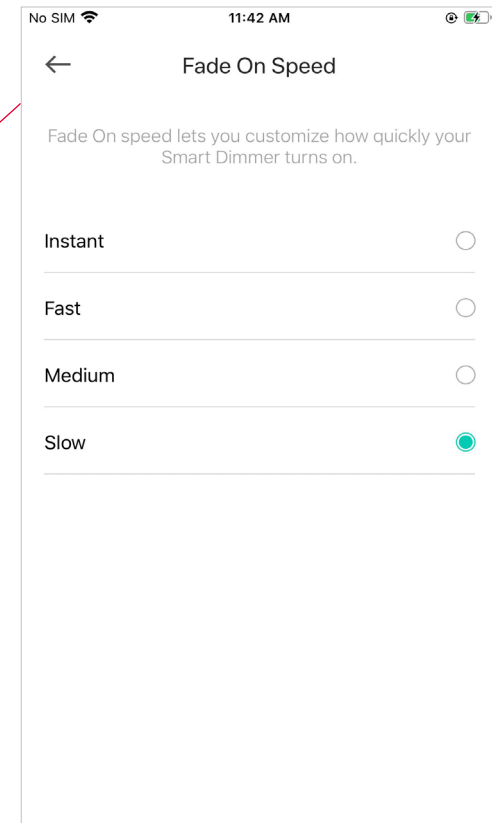 No SIM 11:42 AM
Fade On Speed
Fade On speed lets you customize how quickly your
Smart Dimmer turns on.
Instant
Fast
Medium
Slow